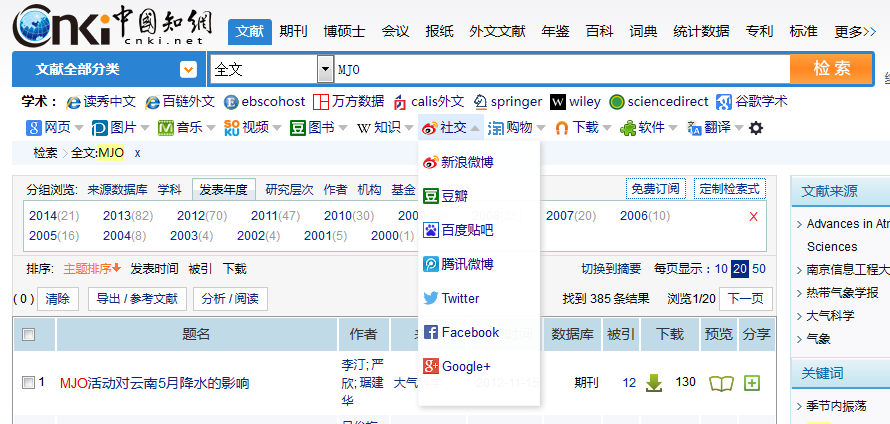 Cnki 中國知網
cnki.net
文献 期刊 博硕士 会议 报纸 外文文献 年鉴 百科 词典 统计数据 专利 标准 更多>>
文献全部分类 全文 MJO 检索
学术： 读秀中文 百链外文 ebscohost 万方数据 calis外文 springer wiley sciencedirect 谷歌学术
网页 图片 音乐 视频 图书 知识 社交 购物 下载 软件 翻译
检索 > 全文:MJO x
新浪微博
豆瓣
百度贴吧
腾讯微博
Twitter
Facebook
Google+
分组浏览: 来源数据库 学科 发表年度 研究层次 作者 机构 基金 免费订阅 定制检索式
2014(21) 2013(82) 2012(70) 2011(47) 2010(30) 2007(20) 2006(10) X
2005(16) 2004(8) 2003(4) 2002(4) 2001(5) 2000(1)
排序: 主题排序 发表时间 被引 下载 切换到摘要 每页显示：10 20 50
( 0 ) 清除 导出 / 参考文献 分析 / 阅读 找到 385 条结果 浏览1/20 下一页
题名 作者 数据库 被引 下载 预览 分享
1 MJO活动对云南5月降水的影响 李汀; 严欣; 琚建华 期刊 12 130
文献来源
> Advances in Atm
Sciences
> 南京信息工程大
> 热带气象学报
> 大气科学
> 气象
关键词
> 季节内振荡